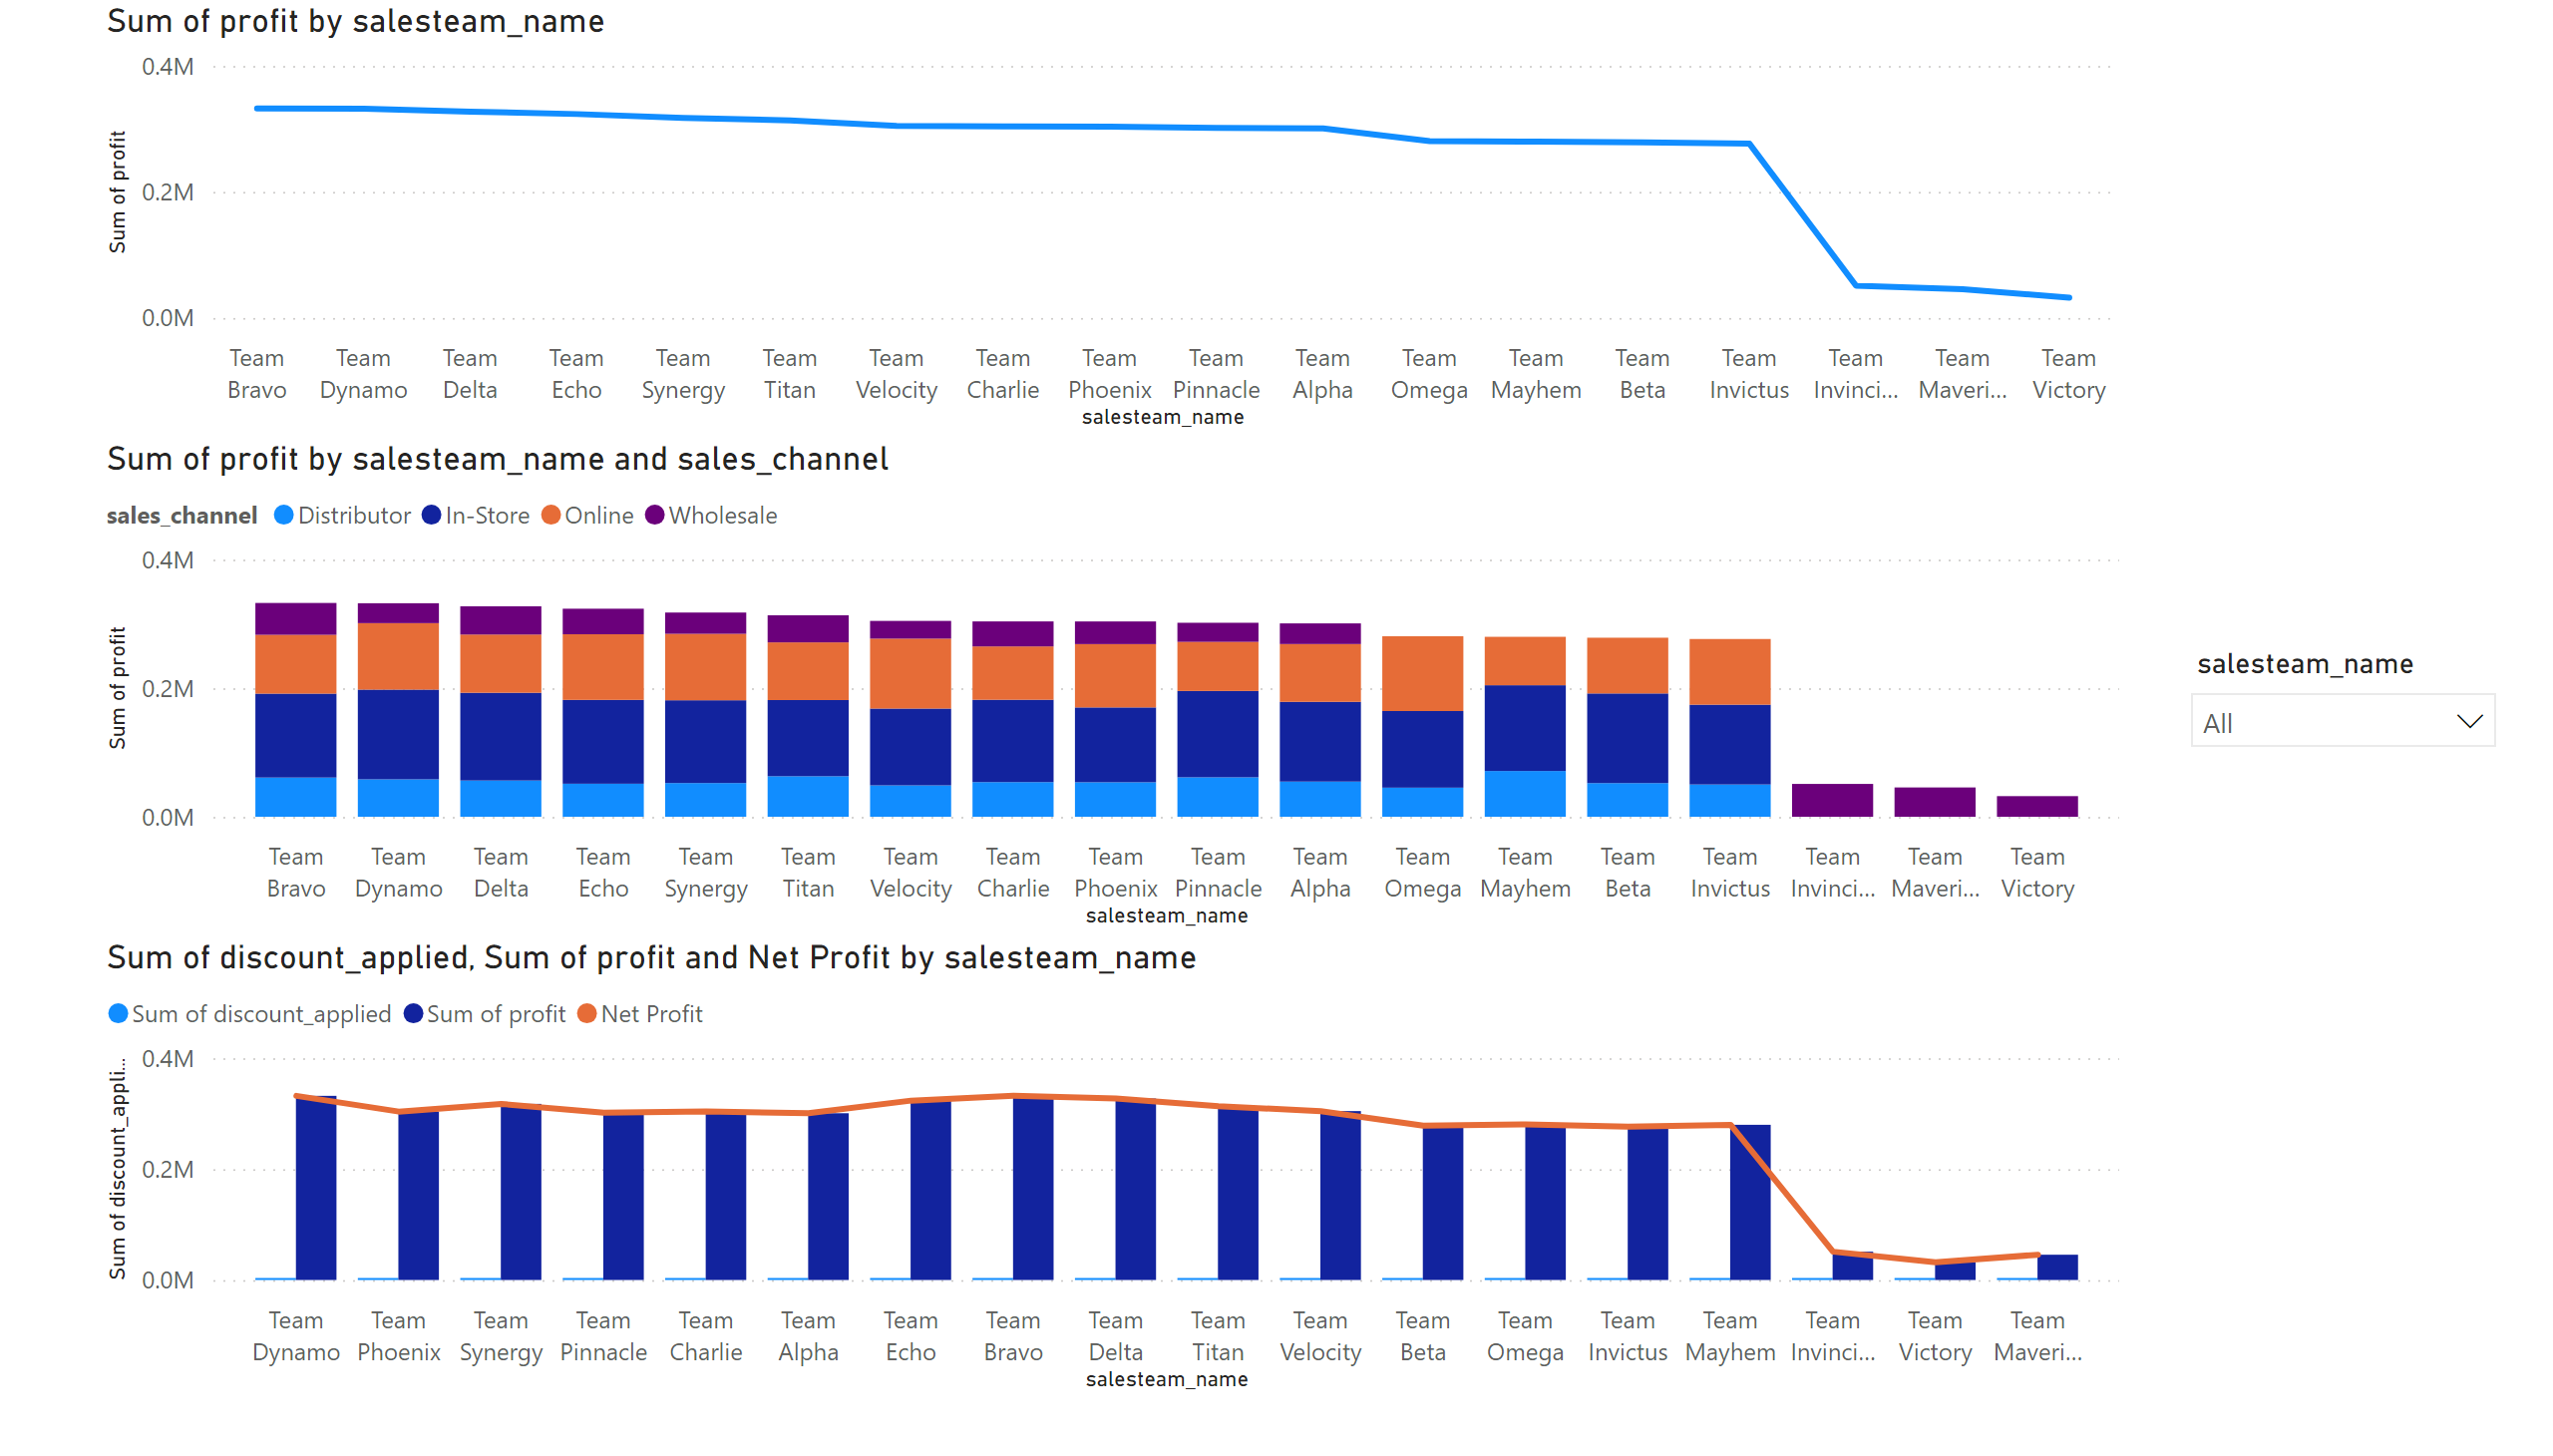 Sum of profit by salesteam_name
0.4M
0.2M
0.0M
Sum of profit
Team Team Team Team Team Team Team Team Team Team Team Team Team Team Team Team Team Team
Bravo Dynamo Delta Echo Synergy Titan Velocity Charlie Phoenix Pinnacle Alpha Omega Mayhem Beta Invictus Invinci... Maveri... Victory
salesteam_name
Sum of profit by salesteam_name and sales_channel
sales_channel Distributor In-Store Online Wholesale
0.4M
0.2M
0.0M
Sum of profit
Team Team Team Team Team Team Team Team Team Team Team Team Team Team Team Team Team Team
Bravo Dynamo Delta Echo Synergy Titan Velocity Charlie Phoenix Pinnacle Alpha Omega Mayhem Beta Invictus Invinci... Maveri... Victory
salesteam_name
salesteam_name
All
Sum of discount_applied, Sum of profit and Net Profit by salesteam_name
Sum of discount_applied Sum of profit Net Profit
0.4M
0.2M
0.0M
Sum of discount_appli...
Team Team Team Team Team Team Team Team Team Team Team Team Team Team Team Team Team Team
Dynamo Phoenix Synergy Pinnacle Charlie Alpha Echo Bravo Delta Titan Velocity Beta Omega Invictus Mayhem Invinci... Victory Maveri...
salesteam_name